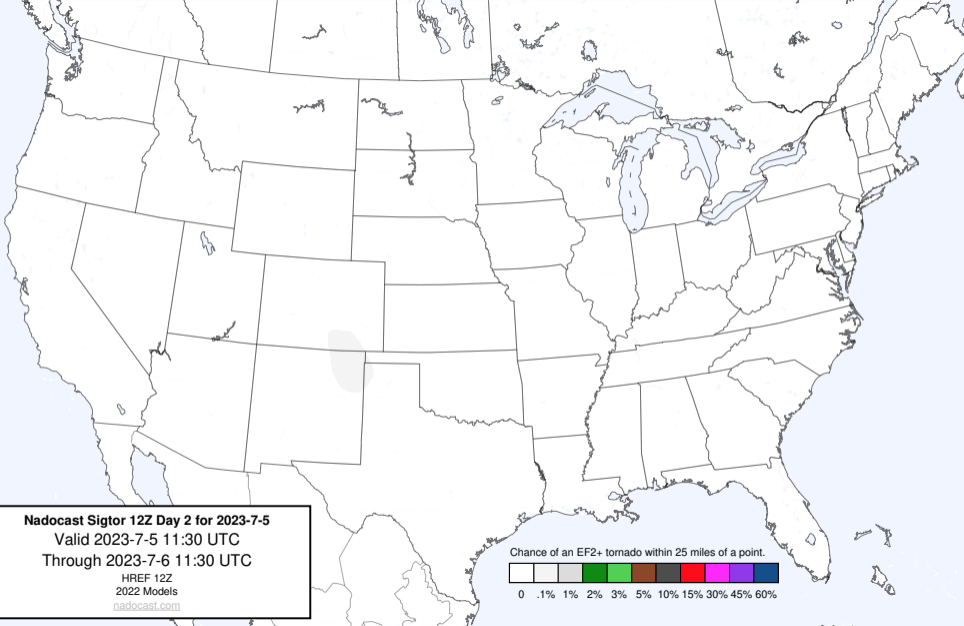 Nadocast Sigtor 12Z Day 2 for 2023-7-5
Valid 2023-7-5 11:30 UTC
Through 2023-7-6 11:30 UTC
HREF 12Z
2022 Models
nadocast.com
Chance of an EF2+ tornado within 25 miles of a point.
0 .1% 1% 2% 3% 5% 10% 15% 30% 45% 60%